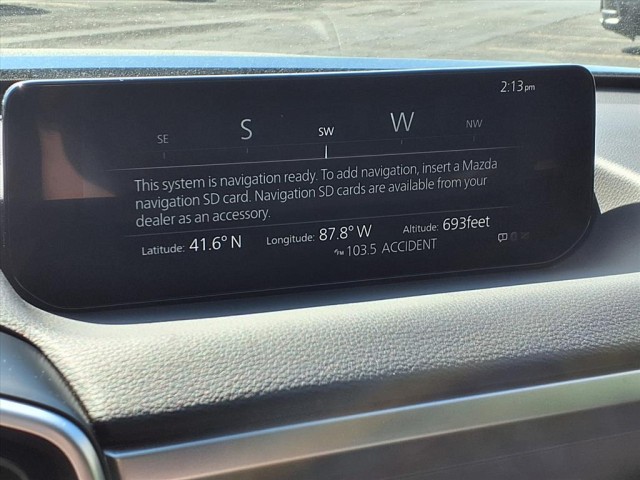 2:13pm
SE S SW W NW
This system is navigation ready. To add navigation, insert a Mazda
navigation SD card. Navigation SD cards are available from your
dealer as an accessory.
Latitude: 41.6° N Longitude: 87.8° W Altitude: 693feet
FM 103.5 ACCIDENT